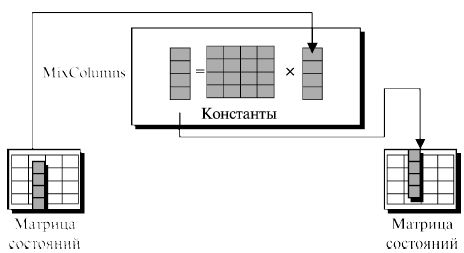 MixColumns
=
×
Константы
Матрица
состояний
Матрица
состояний